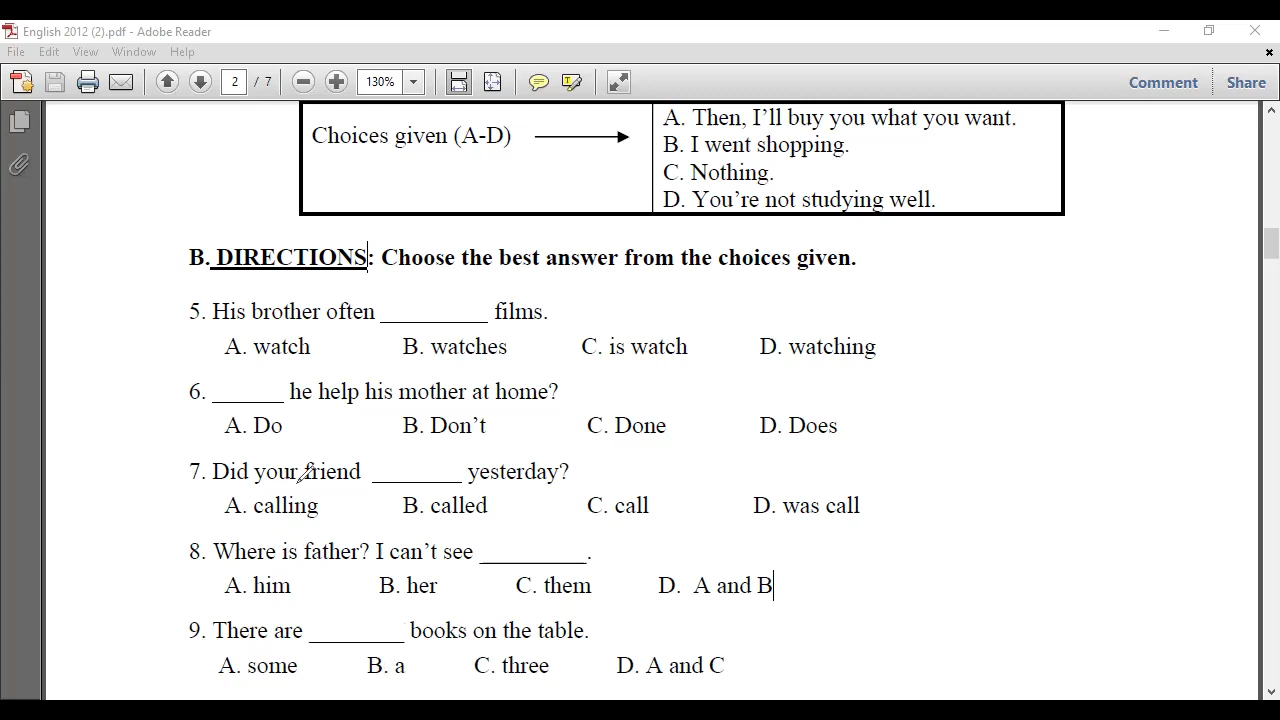 English 2012 (2).pdf - Adobe Reader
File Edit View Window Help
2 / 7 130% Comment Share
Choices given (A-D)
A. Then, I’ll buy you what you want.
B. I went shopping.
C. Nothing.
D. You’re not studying well.
B. DIRECTIONS: Choose the best answer from the choices given.
5. His brother often _________ films.
A. watch B. watches C. is watch D. watching
6. ______ he help his mother at home?
A. Do B. Don’t C. Done D. Does
7. Did your friend ________ yesterday?
A. calling B. called C. call D. was call
8. Where is father? I can’t see _________.
A. him B. her C. them D. A and B
9. There are ________ books on the table.
A. some B. a C. three D. A and C